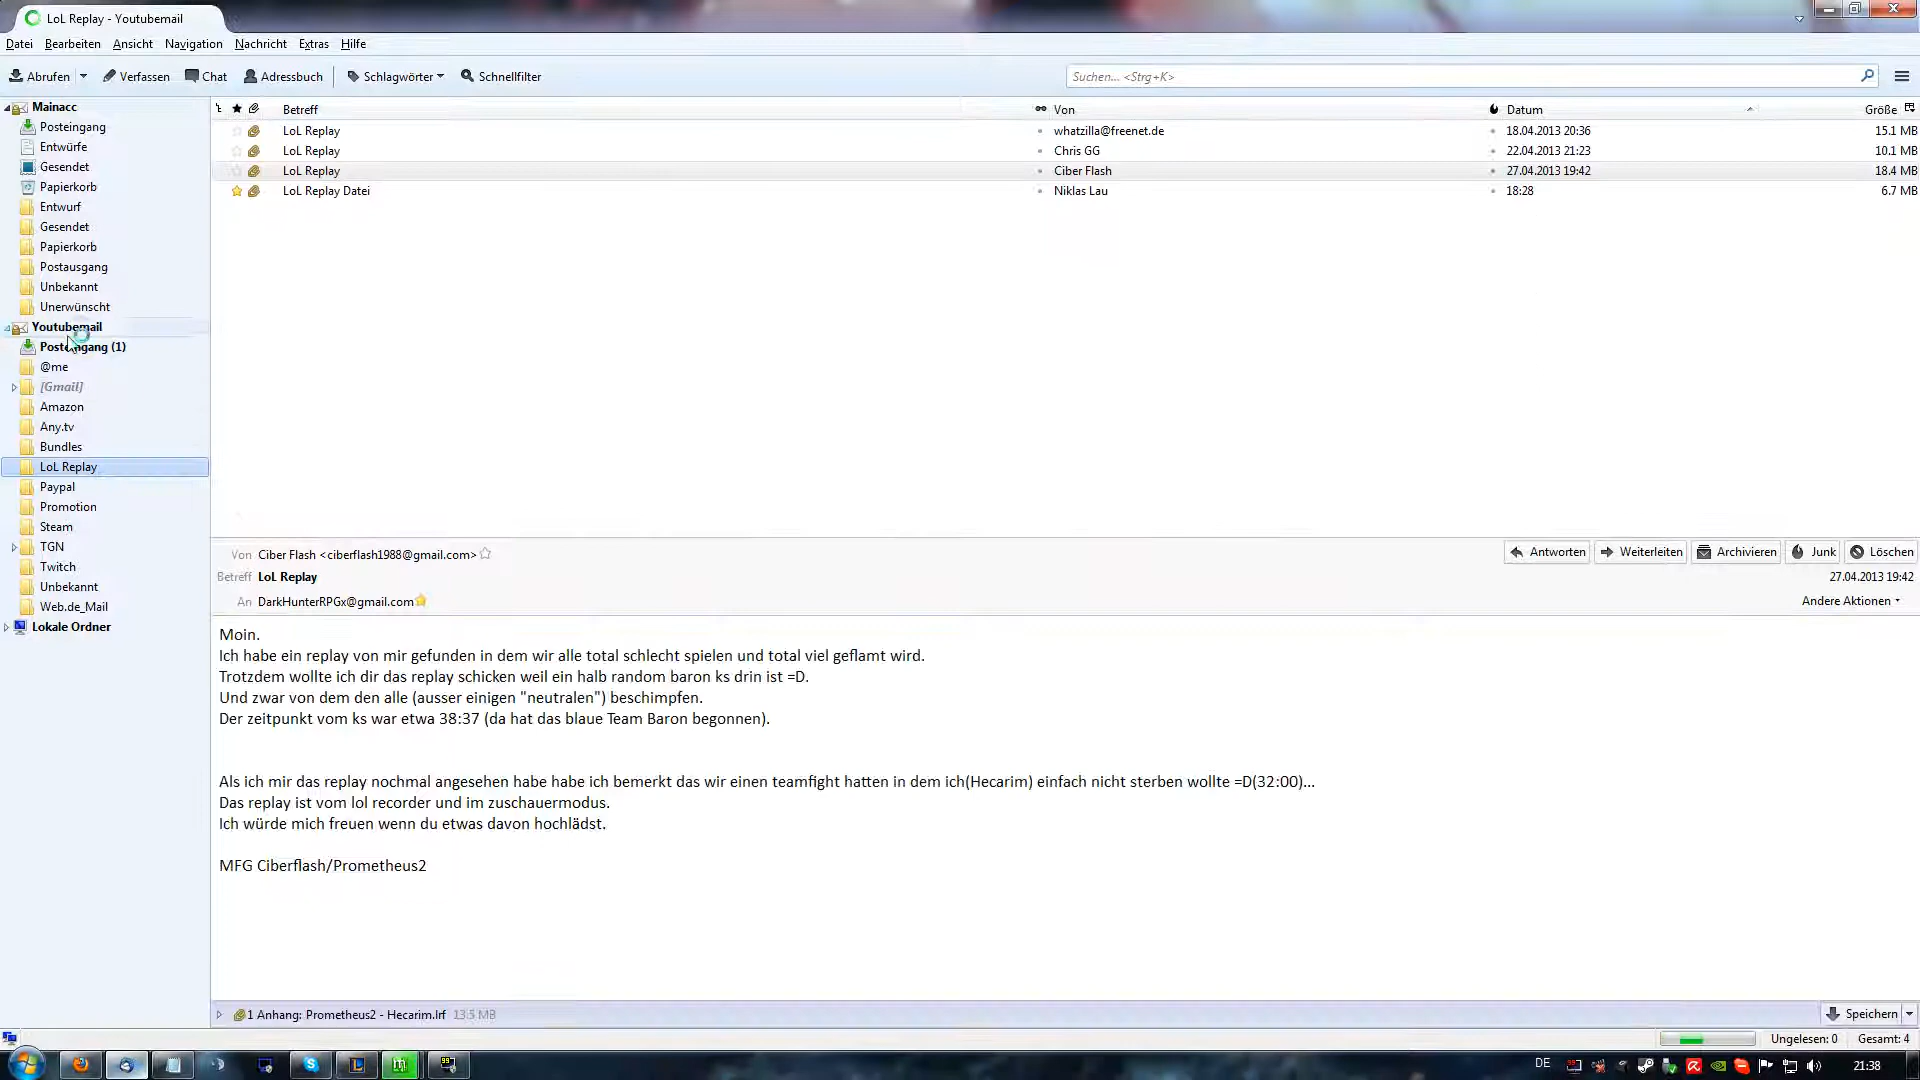 LoL Replay - Youtubemail
Datei Bearbeiten Ansicht Navigation Nachricht Extras Hilfe
Abrufen Verfassen Chat Adressbuch Schlagwörter Schnellfilter
Suchen... <Strg+K>
Betreff Von Datum Größe
LoL Replay whatzilla@freenet.de 18.04.2013 20:36 15.1 MB
LoL Replay Chris GG 22.04.2013 21:23 10.1 MB
LoL Replay Ciber Flash 27.04.2013 19:42 18.4 MB
LoL Replay Datei Niklas Lau 18:28 6.7 MB
Mainacc
Posteingang
Entwürfe
Gesendet
Papierkorb
Entwurf
Gesendet
Papierkorb
Postausgang
Unbekannt
Unerwünscht
Youtubemail
Posteingang (1)
@me
[Gmail]
Amazon
Any.tv
Bundles
LoL Replay
Paypal
Promotion
Steam
TGN
Twitch
Unbekannt
Web.de_Mail
Lokale Ordner
Von Ciber Flash <ciberflash1988@gmail.com>
Antworten Weiterleiten Archivieren Junk Löschen
Betreff LoL Replay
27.04.2013 19:42
An DarkHunterRPGx@gmail.com
Andere Aktionen
Moin.
Ich habe ein replay von mir gefunden in dem wir alle total schlecht spielen und total viel geflamt wird.
Trotzdem wollte ich dir das replay schicken weil ein halb random baron ks drin ist =D.
Und zwar von dem den alle (ausser einigen "neutralen") beschimpfen.
Der zeitpunkt vom ks war etwa 38:37 (da hat das blaue Team Baron begonnen).
Als ich mir das replay nochmal angesehen habe habe ich bemerkt das wir einen teamfight hatten in dem ich(Hecarim) einfach nicht sterben wollte =D(32:00)...
Das replay ist vom lol recorder und im zuschauermodus.
Ich würde mich freuen wenn du etwas davon hochlädst.
MFG Ciberflash/Prometheus2
1 Anhang: Prometheus2 - Hecarim.lrf 13.5 MB
Speichern
Ungelesen: 0 Gesamt: 4
DE 21:38